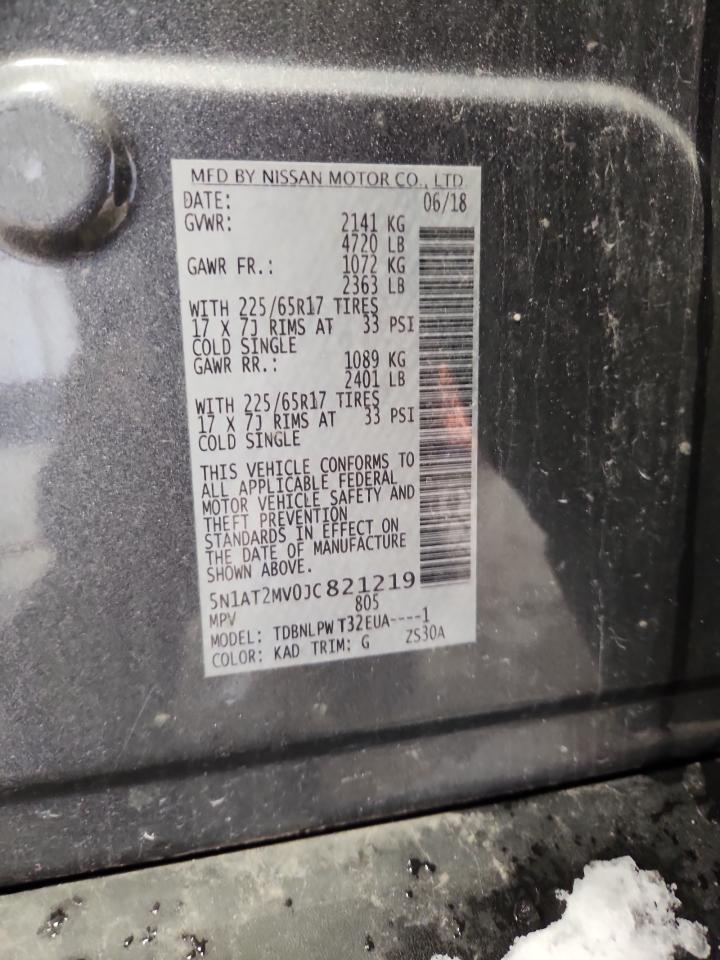 MFD BY NISSAN MOTOR CO., LTD
DATE: 06/18
GVWR: 2141 KG
4720 LB
GAWR FR.: 1072 KG
2363 LB
WITH 225/65R17 TIRES
17 X 7J RIMS AT 33 PSI
COLD SINGLE
GAWR RR.: 1089 KG
2401 LB
WITH 225/65R17 TIRES
17 X 7J RIMS AT 33 PSI
COLD SINGLE
THIS VEHICLE CONFORMS TO
ALL APPLICABLE FEDERAL
MOTOR VEHICLE SAFETY AND
THEFT PREVENTION
STANDARDS IN EFFECT ON
THE DATE OF MANUFACTURE
SHOWN ABOVE.
5N1AT2MV0JC821219
MPV 805
MODEL: TDBNLPW T32EUA----1
COLOR: KAD TRIM: G ZS30A